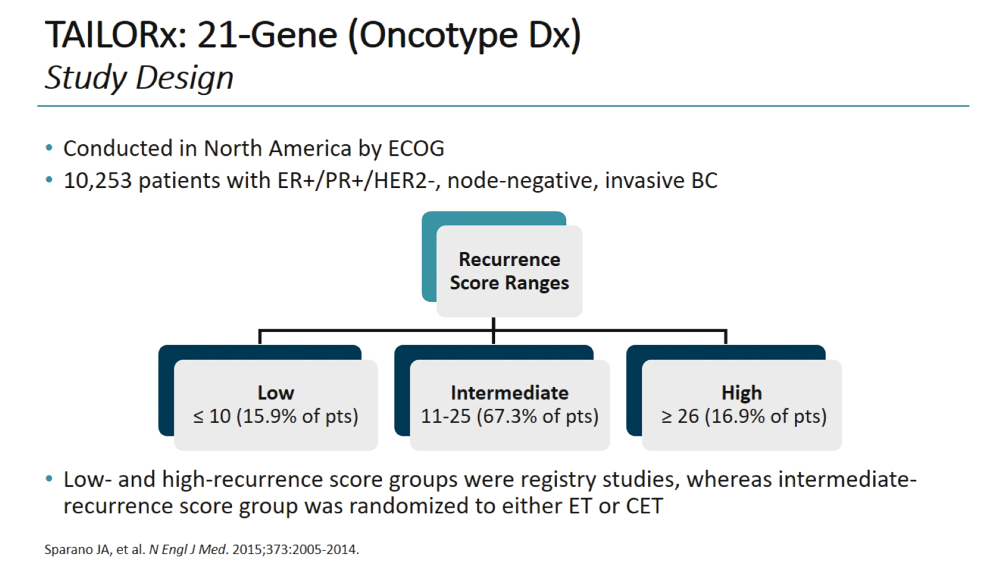 TAILORx: 21-Gene (Oncotype Dx)
Study Design
• Conducted in North America by ECOG
• 10,253 patients with ER+/PR+/HER2-, node-negative, invasive BC
Recurrence
Score Ranges
Low
≤ 10 (15.9% of pts)
Intermediate
11-25 (67.3% of pts)
High
≥ 26 (16.9% of pts)
• Low- and high-recurrence score groups were registry studies, whereas intermediate-
recurrence score group was randomized to either ET or CET
Sparano JA, et al. N Engl J Med. 2015;373:2005-2014.